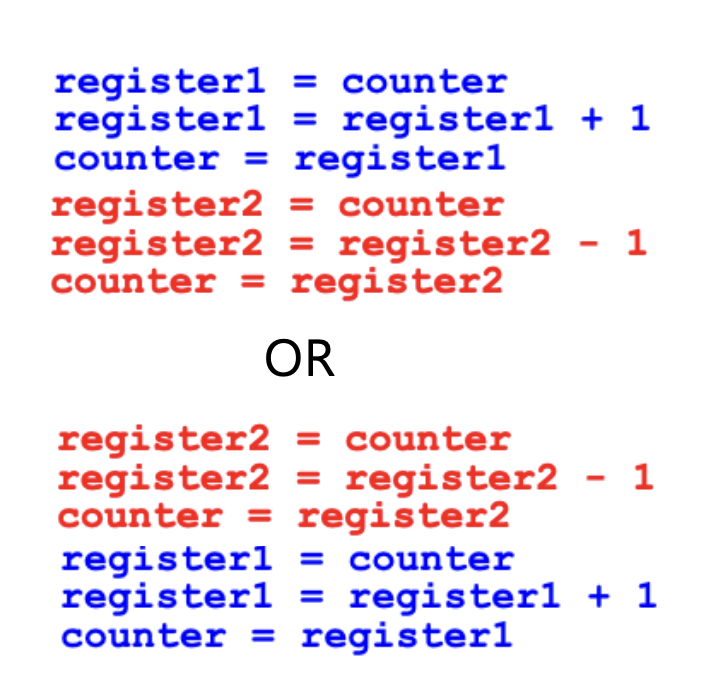 register1 = counter
register1 = register1 + 1
counter = register1
register2 = counter
register2 = register2 - 1
counter = register2
OR
register2 = counter
register2 = register2 - 1
counter = register2
register1 = counter
register1 = register1 + 1
counter = register1